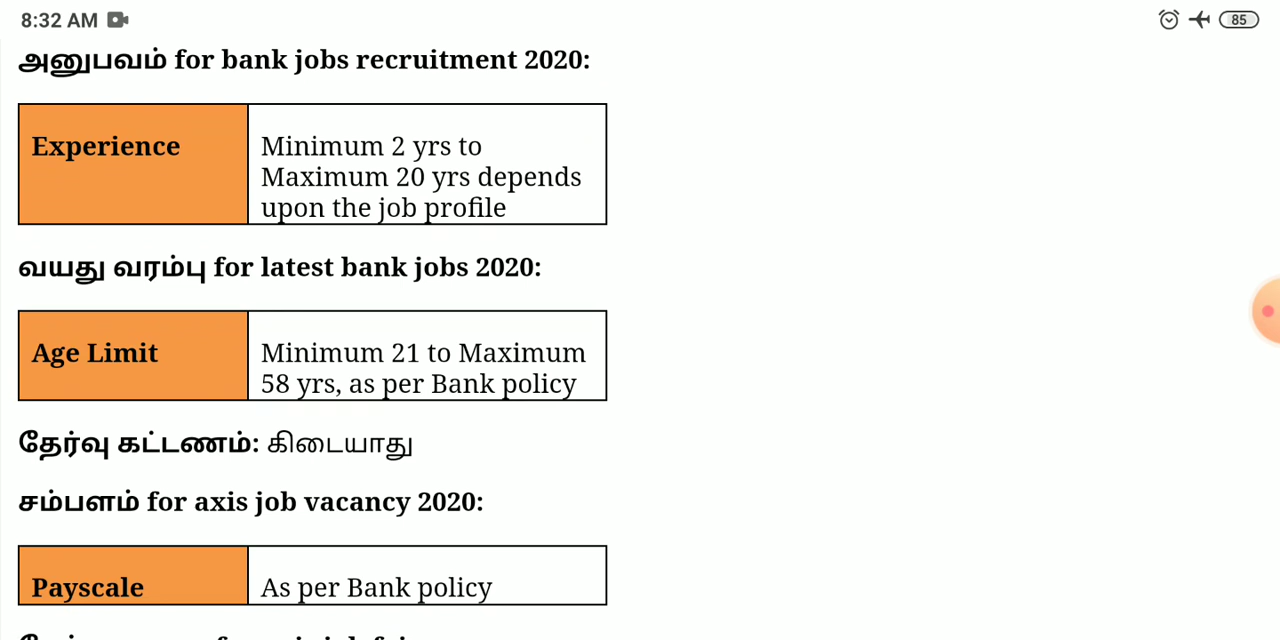 8:32 AM
85
அனுபவம் for bank jobs recruitment 2020:
Experience
Minimum 2 yrs to
Maximum 20 yrs depends
upon the job profile
வயது வரம்பு for latest bank jobs 2020:
Age Limit
Minimum 21 to Maximum
58 yrs, as per Bank policy
தேர்வு கட்டணம்: கிடையாது
சம்பளம் for axis job vacancy 2020:
Payscale
As per Bank policy